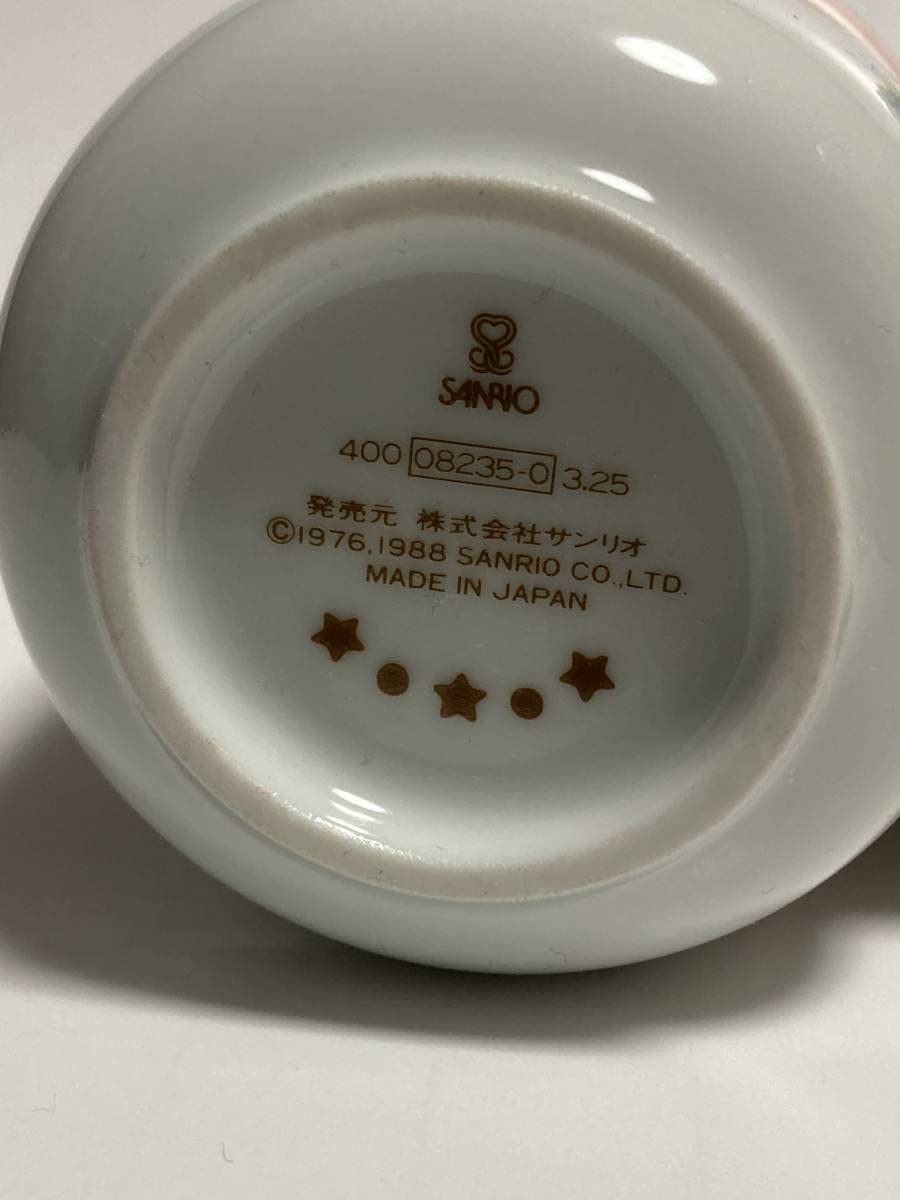 SANRIO
400 08235-0 3.25
発売元 株式会社サンリオ
©1976,1988 SANRIO CO.,LTD.
MADE IN JAPAN